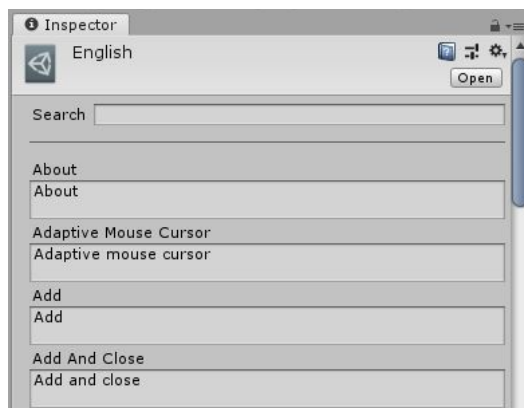 Inspector
English
Open
Search
About
About
Adaptive Mouse Cursor
Adaptive mouse cursor
Add
Add
Add And Close
Add and close